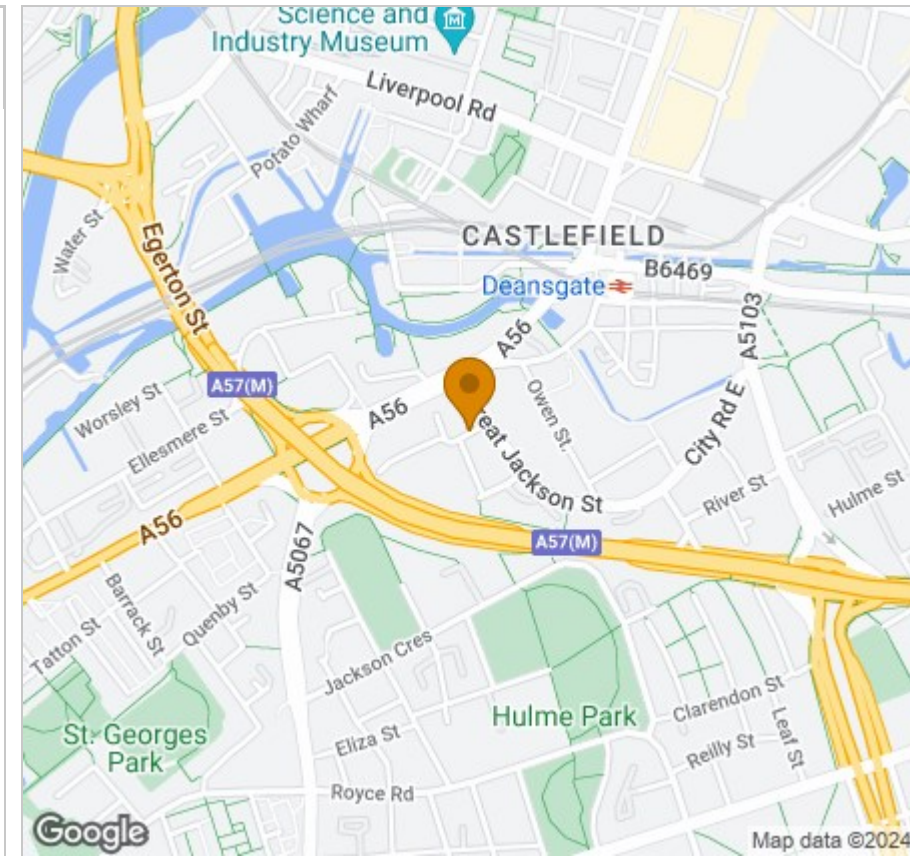 Science and
Industry Museum
Liverpool Rd
Potato Wharf
Water St
Egerton St
CASTLEFIELD
B6469
Deansgate
A56
A5103
A57(M)
Worsley St
Ellesmere St
A56
Owen St.
Great Jackson St
City Rd E
River St
Hulme St
A56
A5067
A57(M)
Barrack St
Quenby St
Tatton St
Jackson Cres
St. Georges
Park
Eliza St
Hulme Park
Clarendon St
Leaf St
Reilly St
Royce Rd
Google
Map data ©2024